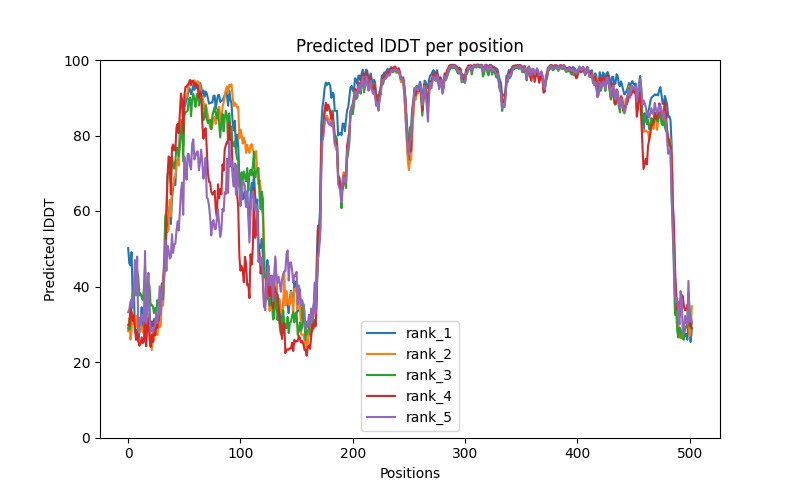 Predicted lDDT per position
100
80
60
40
20
0
Predicted lDDT
0 100 200 300 400 500
Positions
rank_1
rank_2
rank_3
rank_4
rank_5